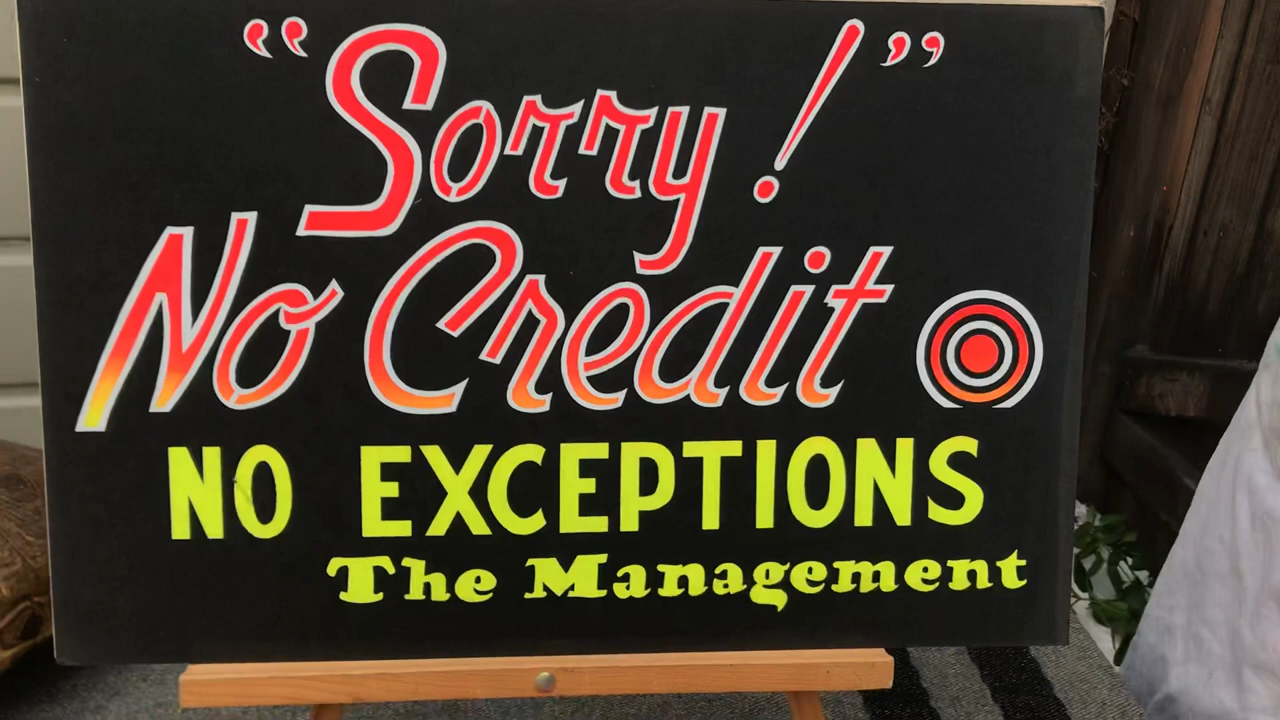 “Sorry!”
No Credit
NO EXCEPTIONS
The Management